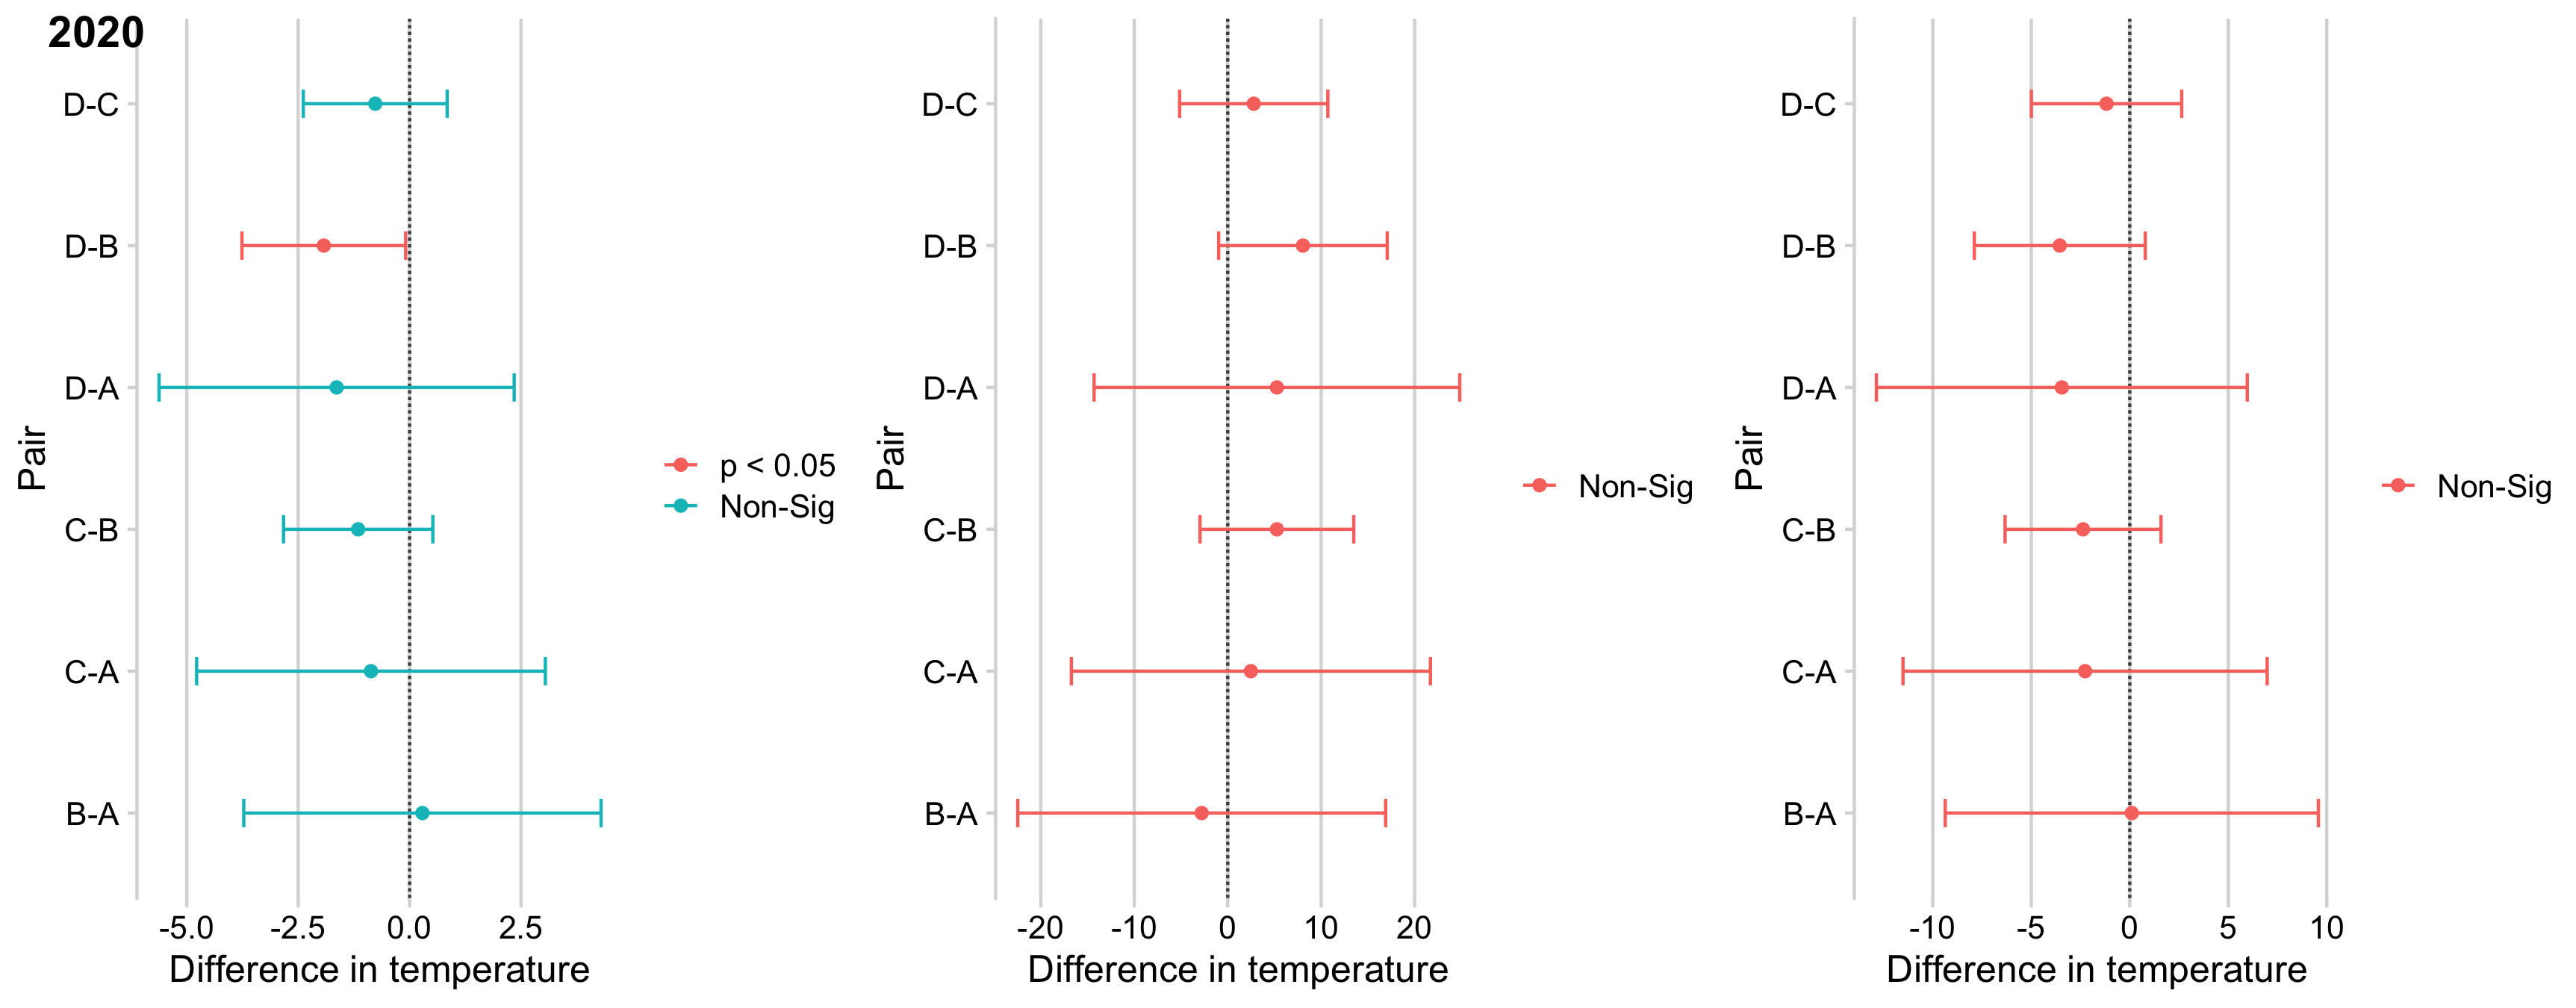 2020
D-C
D-B
D-A
C-B
C-A
B-A
Pair
-5.0 -2.5 0.0 2.5
Difference in temperature
p < 0.05
Non-Sig
D-C
D-B
D-A
C-B
C-A
B-A
Pair
-20 -10 0 10 20
Difference in temperature
Non-Sig
D-C
D-B
D-A
C-B
C-A
B-A
Pair
-10 -5 0 5 10
Difference in temperature
Non-Sig